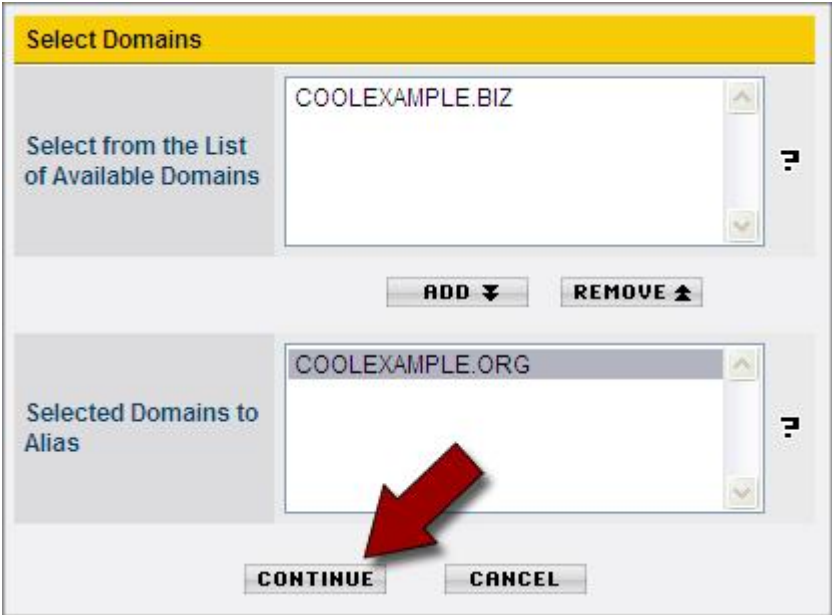 Select Domains
COOLEXAMPLE.BIZ
Select from the List
of Available Domains
?
ADD
REMOVE
COOLEXAMPLE.ORG
Selected Domains to
Alias
?
CONTINUE
CANCEL